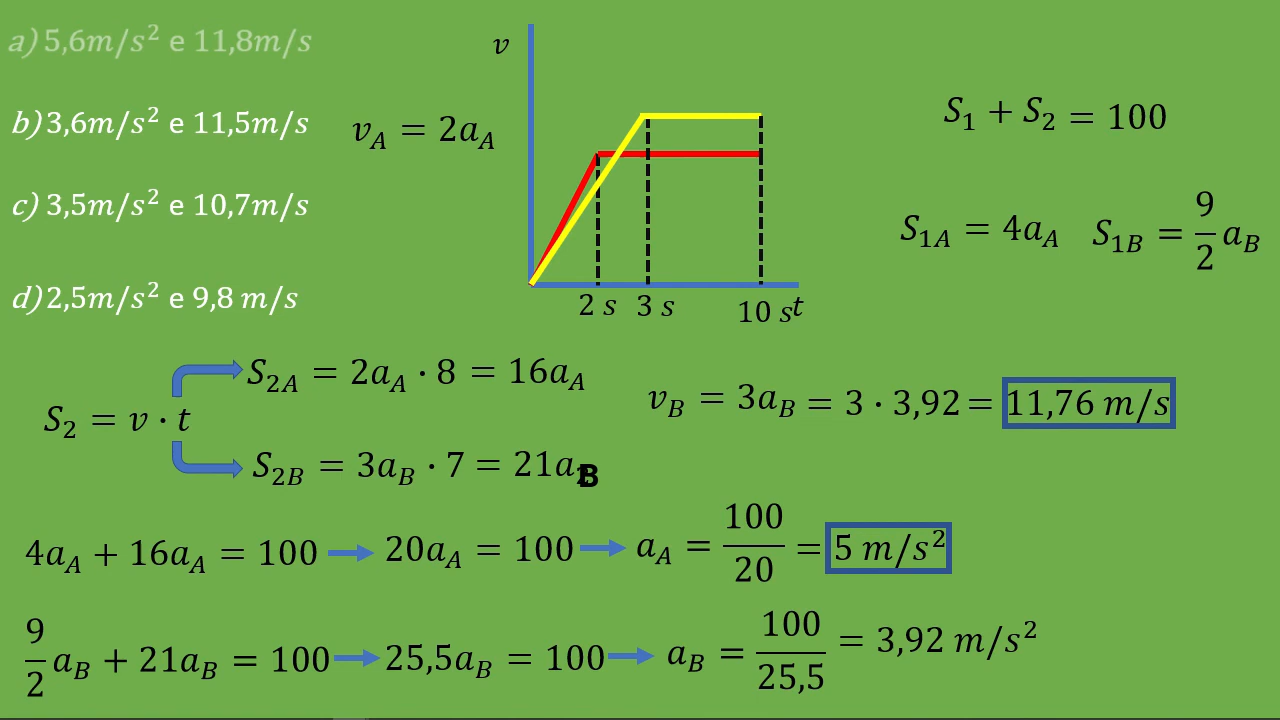 a) 5,6m/s² e 11,8m/s
b) 3,6m/s² e 11,5m/s
c) 3,5m/s² e 10,7m/s
d) 2,5m/s² e 9,8 m/s
v_A = 2a_A
v
2 s 3 s 10 s t
S₁ + S₂ = 100
S_1A = 4a_A S_1B = 9/2 a_B
S₂ = v · t
S_2A = 2a_A · 8 = 16a_A
S_2B = 3a_B · 7 = 21a_B
v_B = 3a_B = 3 · 3,92 = 11,76 m/s
4a_A + 16a_A = 100 → 20a_A = 100 → a_A = 100/20 = 5 m/s²
9/2 a_B + 21a_B = 100 → 25,5a_B = 100 → a_B = 100/25,5 = 3,92 m/s²